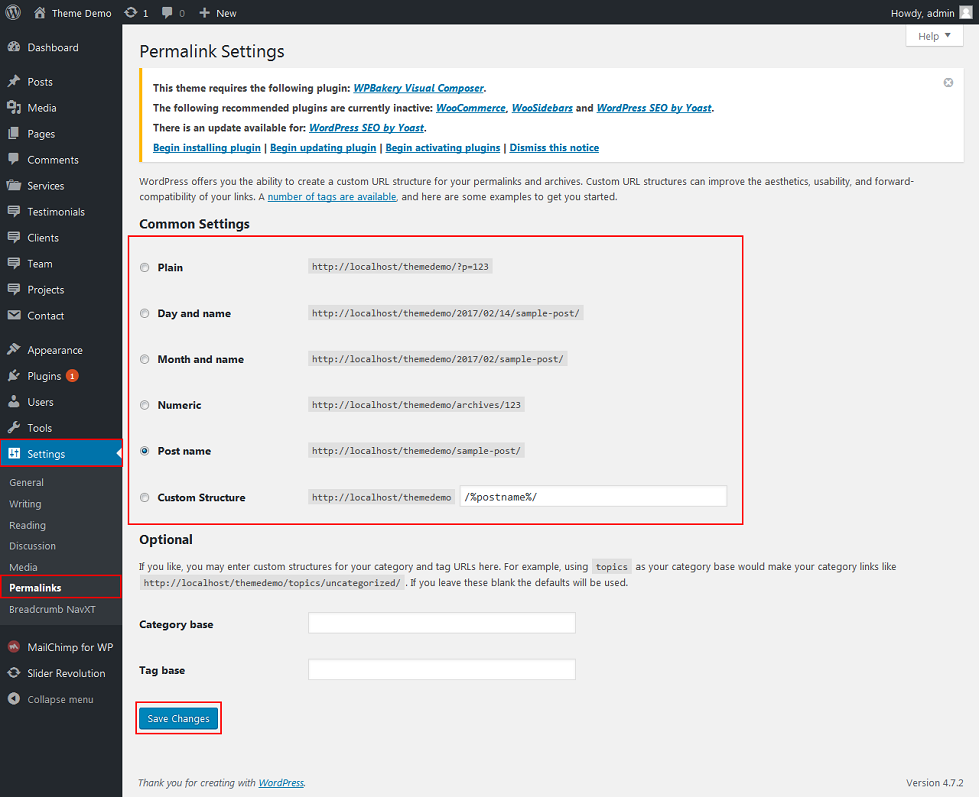 Theme Demo 1 0 New Howdy, admin
Help
Dashboard
Posts
Media
Pages
Comments
Services
Testimonials
Clients
Team
Projects
Contact
Appearance
Plugins 1
Users
Tools
Settings
General
Writing
Reading
Discussion
Media
Permalinks
Breadcrumb NavXT
MailChimp for WP
Slider Revolution
Collapse menu
Permalink Settings
This theme requires the following plugin: WPBakery Visual Composer.
The following recommended plugins are currently inactive: WooCommerce, WooSidebars and WordPress SEO by Yoast.
There is an update available for: WordPress SEO by Yoast.
Begin installing plugin | Begin updating plugin | Begin activating plugins | Dismiss this notice
WordPress offers you the ability to create a custom URL structure for your permalinks and archives. Custom URL structures can improve the aesthetics, usability, and forward-
compatibility of your links. A number of tags are available, and here are some examples to get you started.
Common Settings
Plain http://localhost/themedemo/?p=123
Day and name http://localhost/themedemo/2017/02/14/sample-post/
Month and name http://localhost/themedemo/2017/02/sample-post/
Numeric http://localhost/themedemo/archives/123
Post name http://localhost/themedemo/sample-post/
Custom Structure http://localhost/themedemo /%postname%/
Optional
If you like, you may enter custom structures for your category and tag URLs here. For example, using topics as your category base would make your category links like
http://localhost/themedemo/topics/uncategorized/ . If you leave these blank the defaults will be used.
Category base
Tag base
Save Changes
Thank you for creating with WordPress. Version 4.7.2